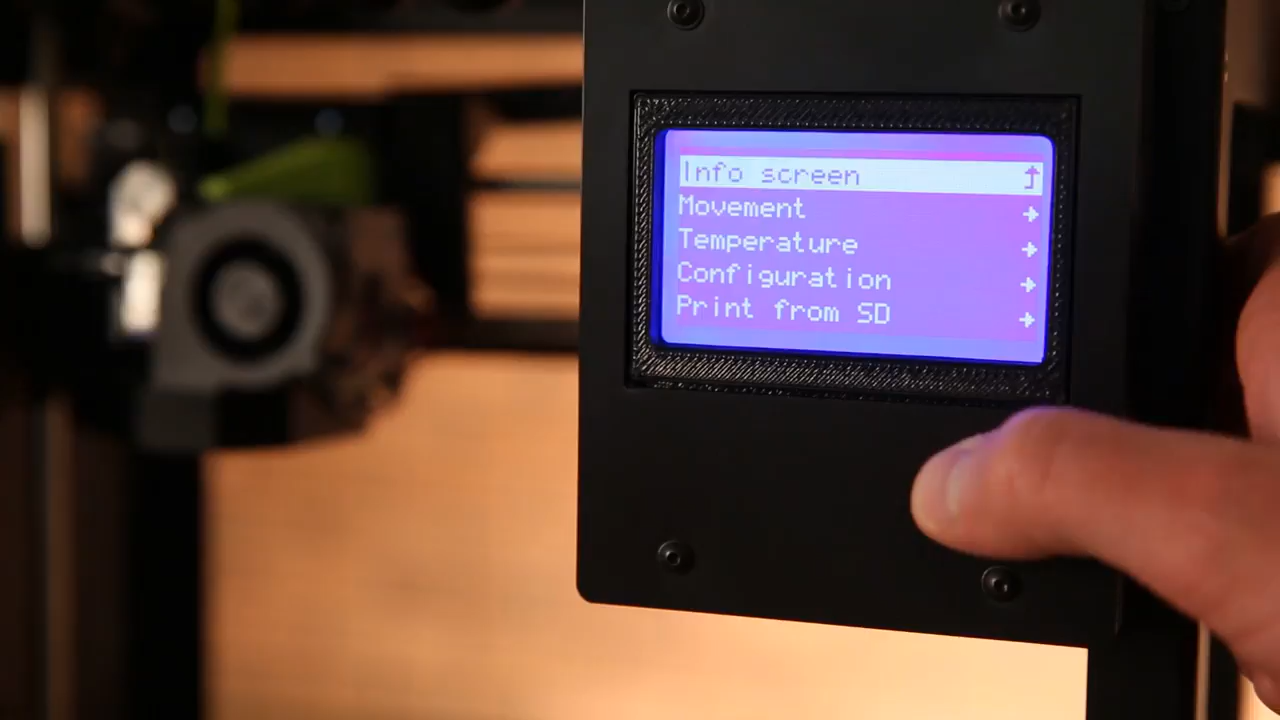 Info screen
Movement
Temperature
Configuration
Print from SD